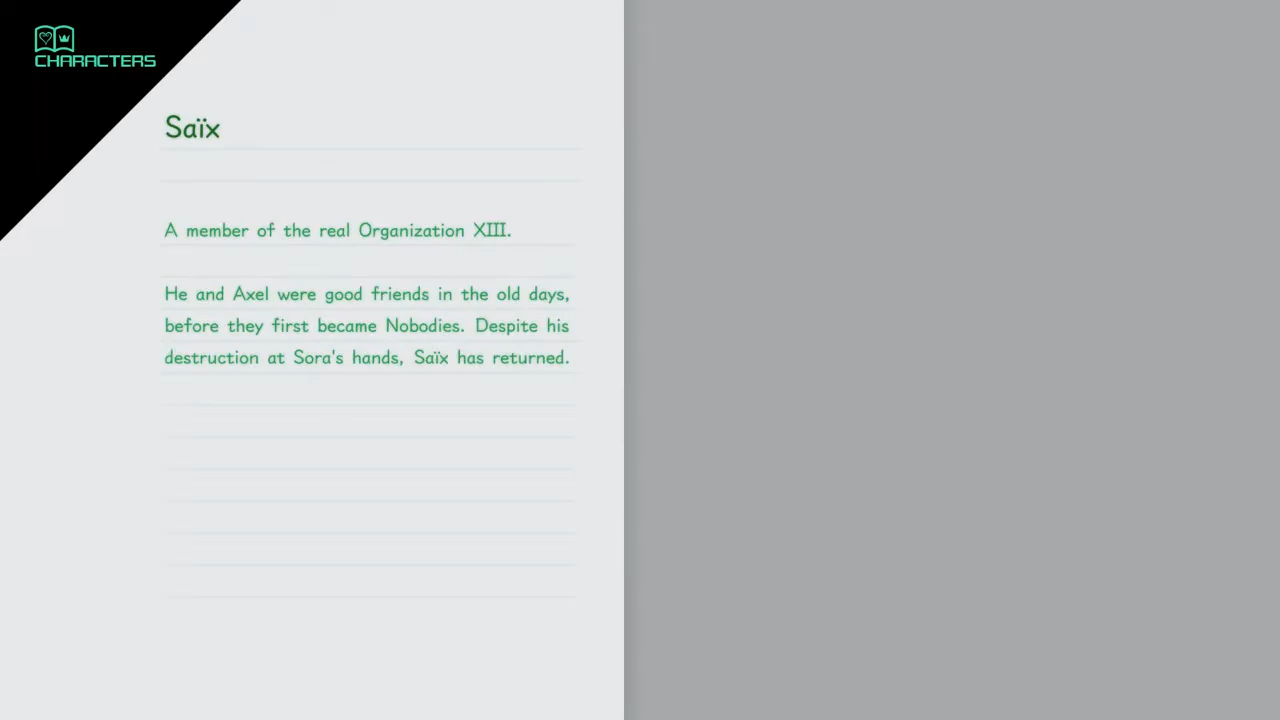 CHARACTERS
Saïx
A member of the real Organization XIII.
He and Axel were good friends in the old days,
before they first became Nobodies. Despite his
destruction at Sora's hands, Saïx has returned.